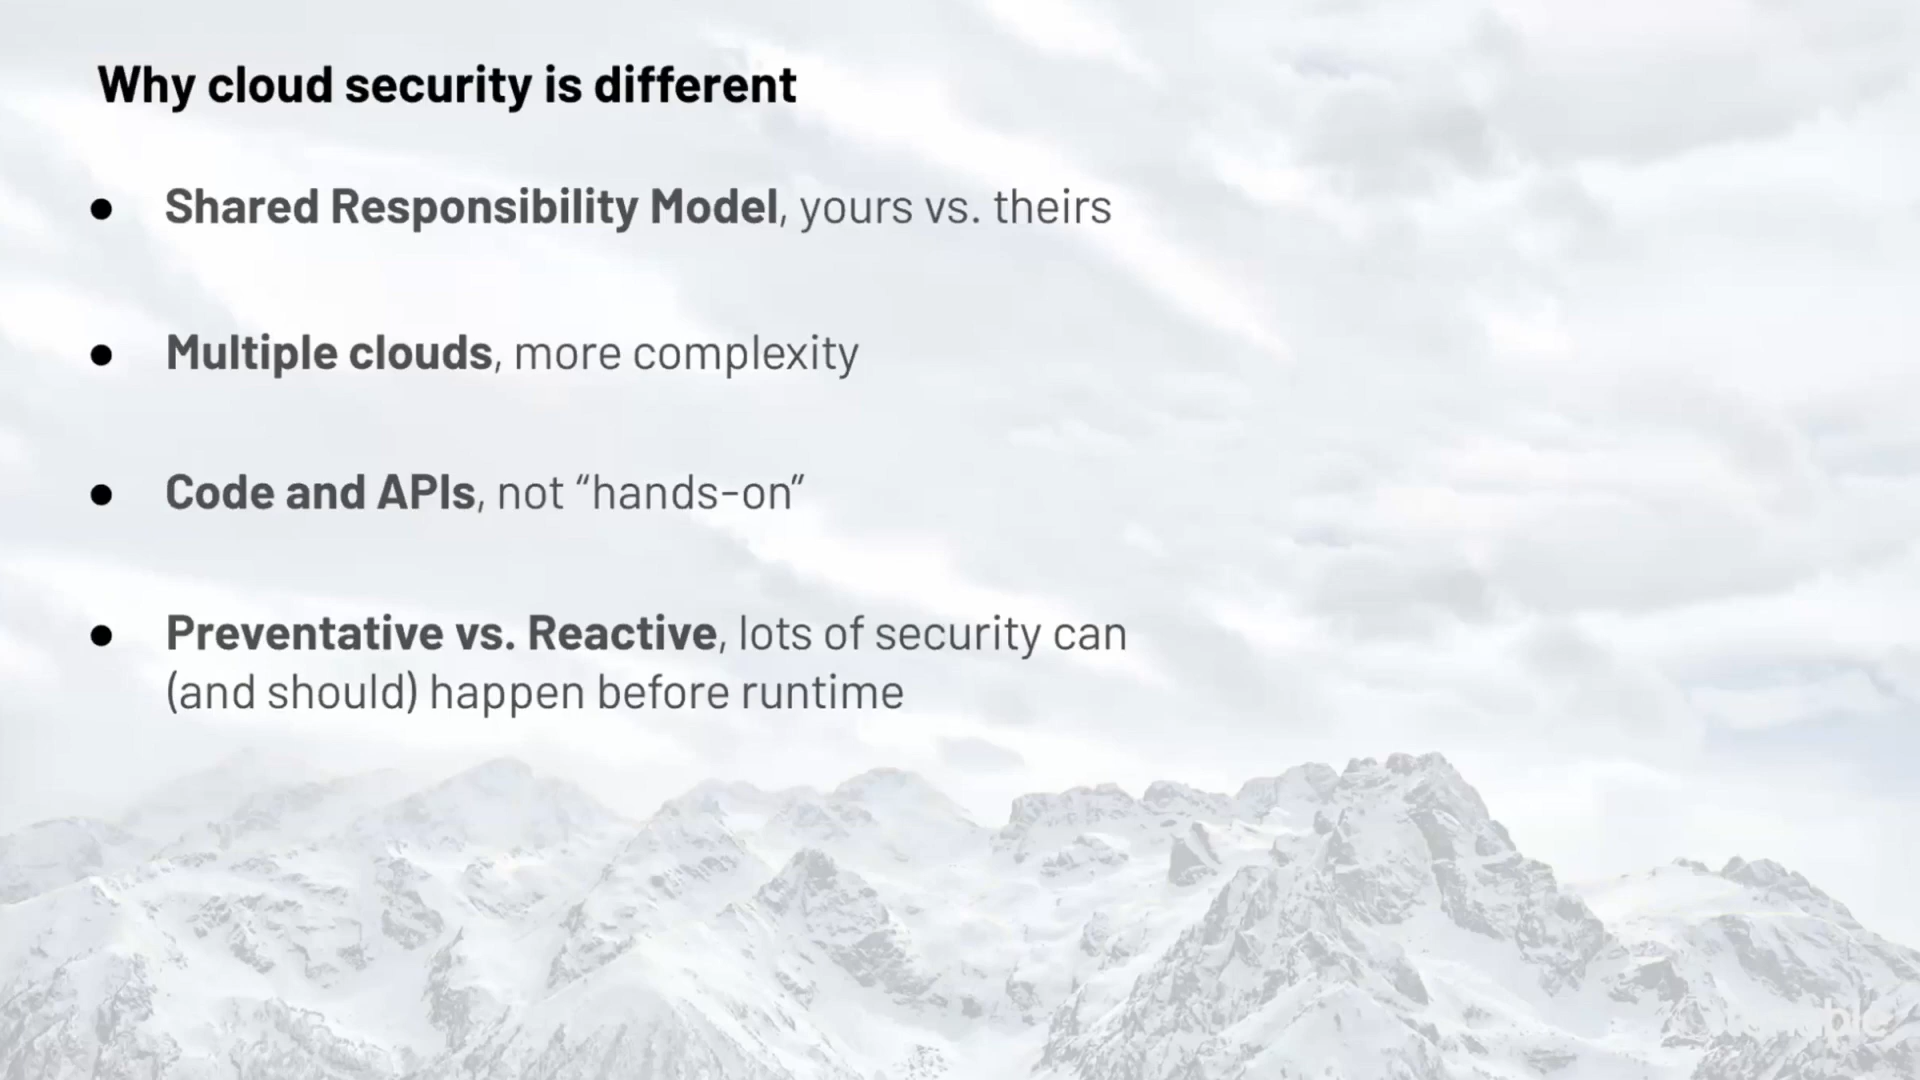 Why cloud security is different
● Shared Responsibility Model, yours vs. theirs
● Multiple clouds, more complexity
● Code and APIs, not “hands-on”
● Preventative vs. Reactive, lots of security can
(and should) happen before runtime